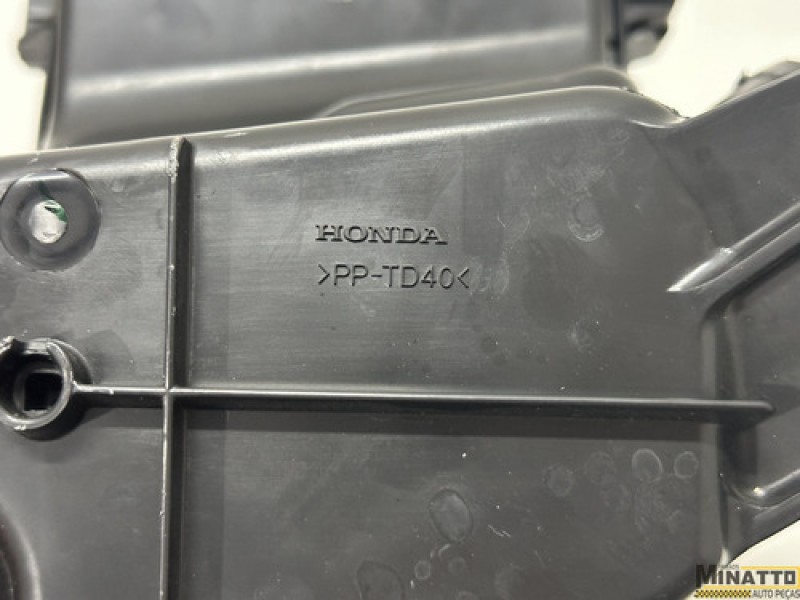 HONDA
>PP-TD40<
MINATTO
AUTO PEÇAS